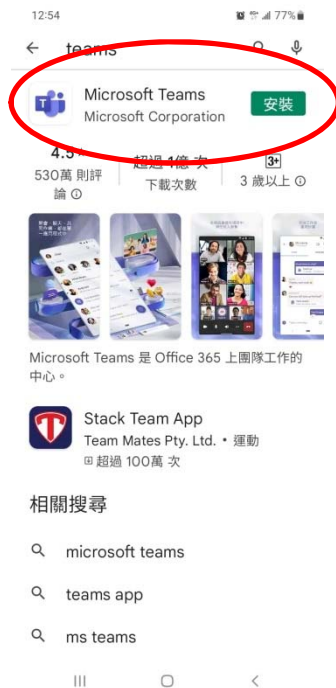 12:54
77%
teams
Microsoft Teams
Microsoft Corporation
安裝
4.5
超過 1億 次
3+
530萬 則評
論
下載次數
3 歲以上
Microsoft Teams 是 Office 365 上團隊工作的
中心。
Stack Team App
Team Mates Pty. Ltd. • 運動
超過 100萬 次
相關搜尋
microsoft teams
teams app
ms teams